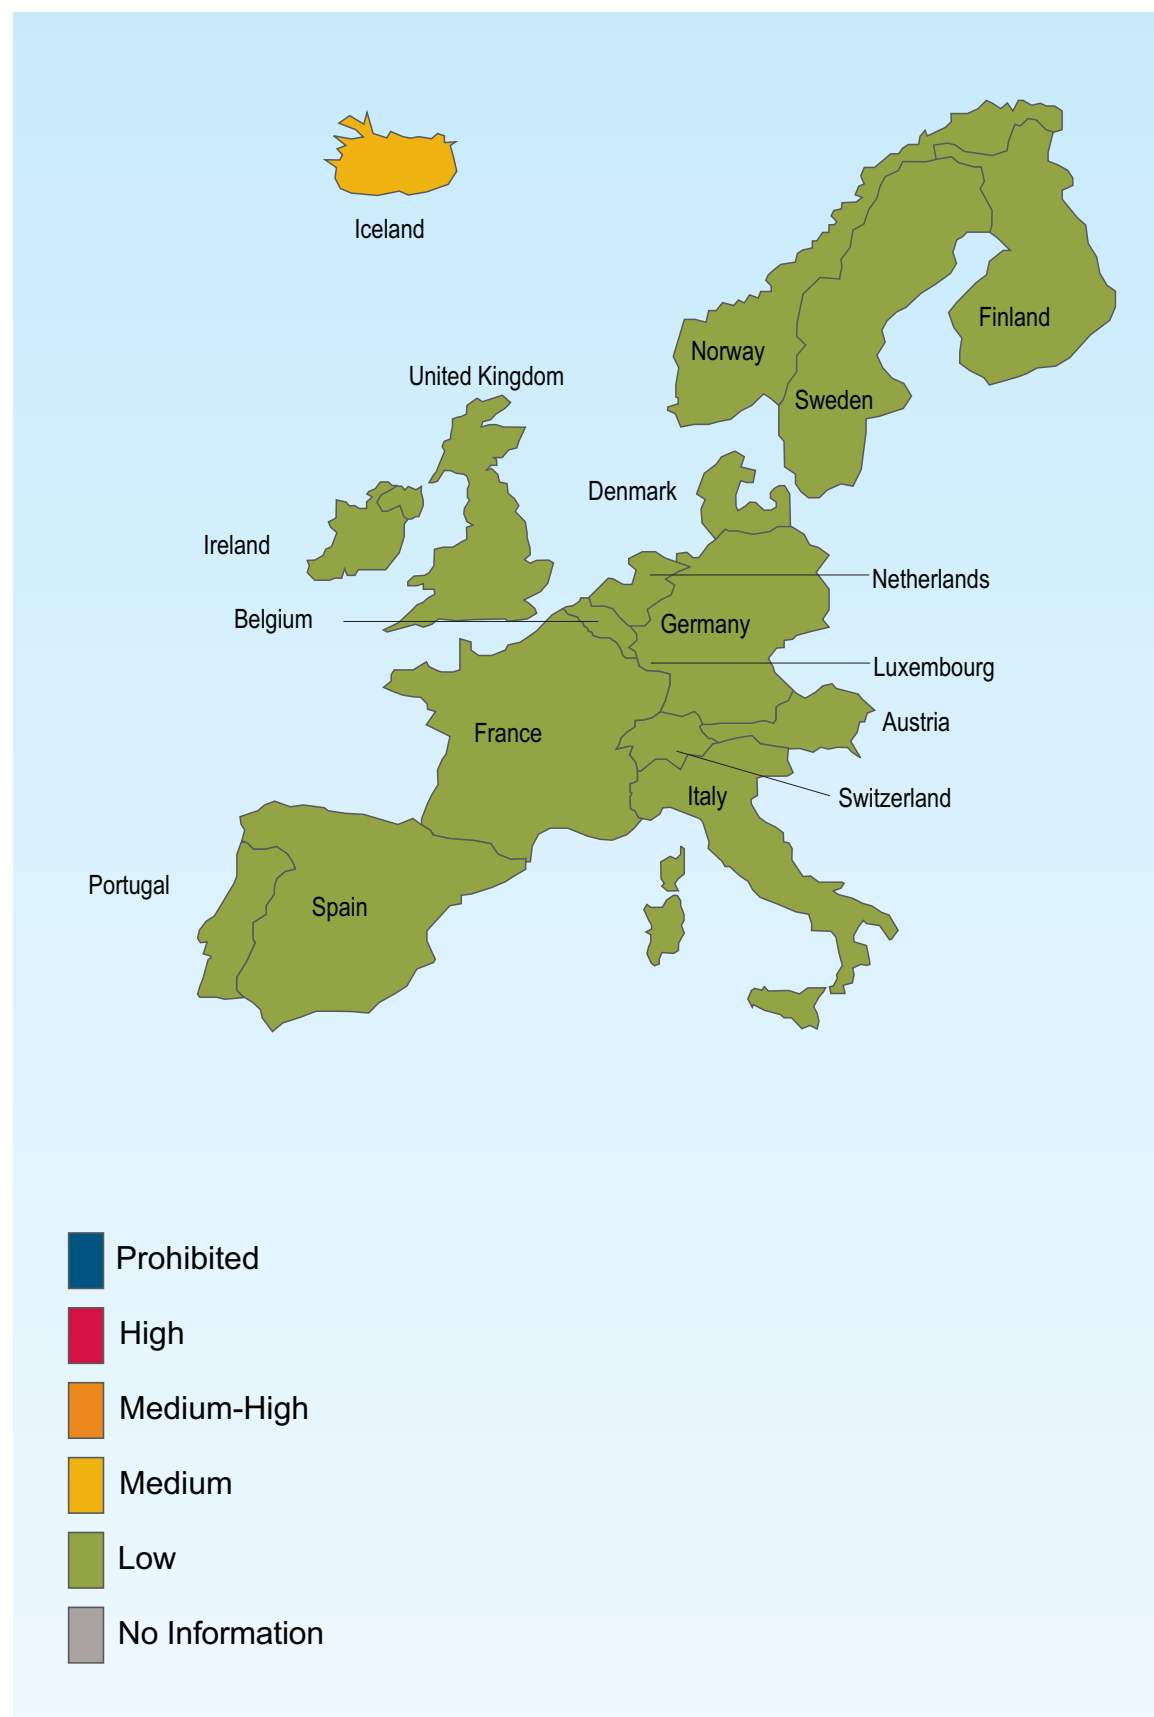 Iceland
Finland
Norway
United Kingdom
Sweden
Denmark
Ireland
Netherlands
Belgium
Germany
Luxembourg
Austria
France
Switzerland
Italy
Portugal
Spain
Prohibited
High
Medium-High
Medium
Low
No Information